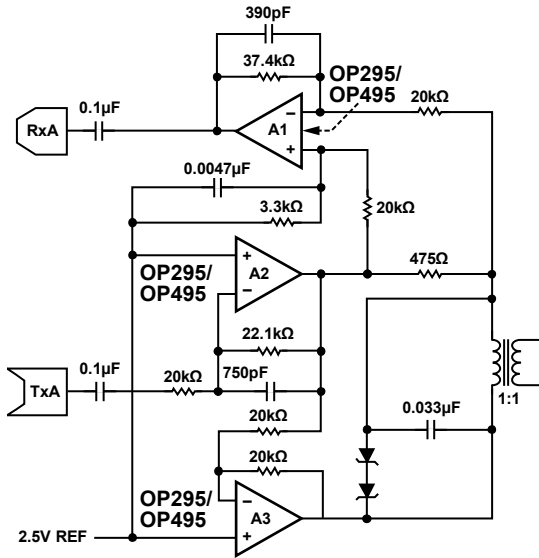 390pF
37.4kΩ
OP295/
OP495
0.1µF
20kΩ
RxA
–
A1
+
0.0047µF
3.3kΩ
20kΩ
475Ω
OP295/
OP495
+
A2
–
22.1kΩ
0.1µF
20kΩ
750pF
TxA
1:1
20kΩ
0.033µF
20kΩ
OP295/
OP495
–
A3
+
2.5V REF